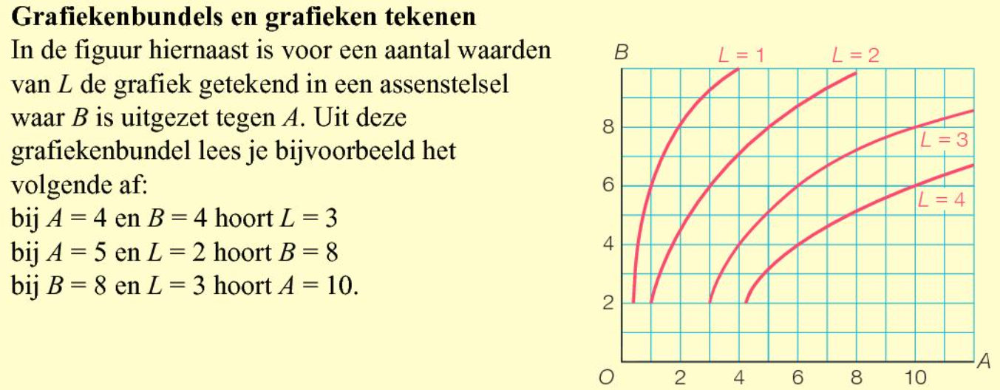 Grafiekenbundels en grafieken tekenen
In de figuur hiernaast is voor een aantal waarden
van L de grafiek getekend in een assenstelsel
waar B is uitgezet tegen A. Uit deze
grafiekenbundel lees je bijvoorbeeld het
volgende af:
bij A = 4 en B = 4 hoort L = 3
bij A = 5 en L = 2 hoort B = 8
bij B = 8 en L = 3 hoort A = 10.
B
L = 1
L = 2
8
L = 3
6
L = 4
4
2
A
O
2
4
6
8
10